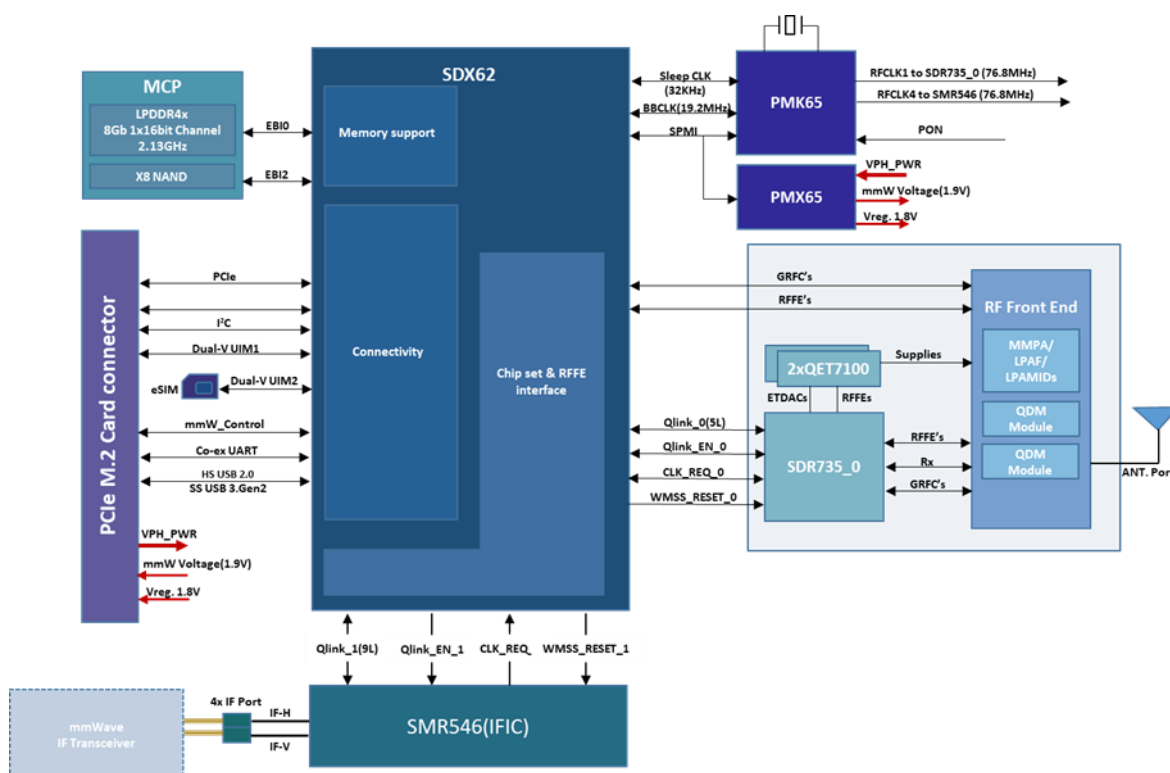 SDX62
MCP
LPDDR4x
8Gb 1x16bit Channel
2.13GHz
X8 NAND
EBI0
EBI2
Memory support
Connectivity
Chip set & RFFE
interface
Sleep CLK
(32KHz)
BBCLK(19.2MHz)
SPMI
PMK65
RFCLK1 to SDR735_0 (76.8MHz)
RFCLK4 to SMR546 (76.8MHz)
PON
PMX65
VPH_PWR
mmW Voltage(1.9V)
Vreg. 1.8V
PCIe M.2 Card connector
PCIe
I²C
Dual-V UIM1
eSIM
Dual-V UIM2
mmW_Control
Co-ex UART
HS USB 2.0
SS USB 3.Gen2
VPH_PWR
mmW Voltage(1.9V)
Vreg. 1.8V
GRFC's
RFFE's
RF Front End
MMPA/
LPAF/
LPAMIDs
QDM
Module
QDM
Module
2xQET7100
Supplies
ETDACs
RFFEs
Qlink_0(5L)
Qlink_EN_0
CLK_REQ_0
WMSS_RESET_0
SDR735_0
RFFE's
Rx
GRFC's
ANT. Por
Qlink_1(9L)
Qlink_EN_1
CLK_REQ_
WMSS_RESET_1
SMR546(IFIC)
4x IF Port
IF-H
IF-V
mmWave
IF Transceiver